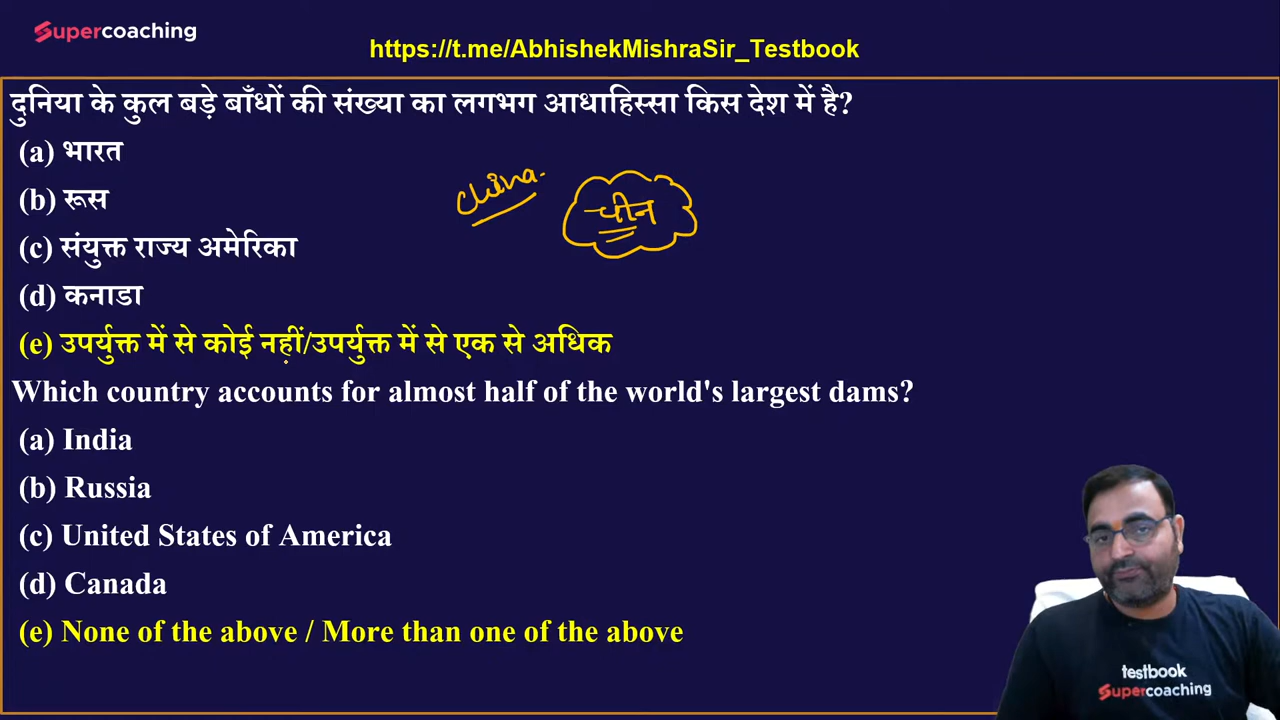 Supercoaching
https://t.me/AbhishekMishraSir_Testbook
दुनिया के कुल बड़े बाँधों की संख्या का लगभग आधाहिस्सा किस देश में है?
(a) भारत
(b) रूस
China.
चीन
(c) संयुक्त राज्य अमेरिका
(d) कनाडा
(e) उपर्युक्त में से कोई नहीं/उपर्युक्त में से एक से अधिक
Which country accounts for almost half of the world's largest dams?
(a) India
(b) Russia
(c) United States of America
(d) Canada
(e) None of the above / More than one of the above
testbook
Supercoaching